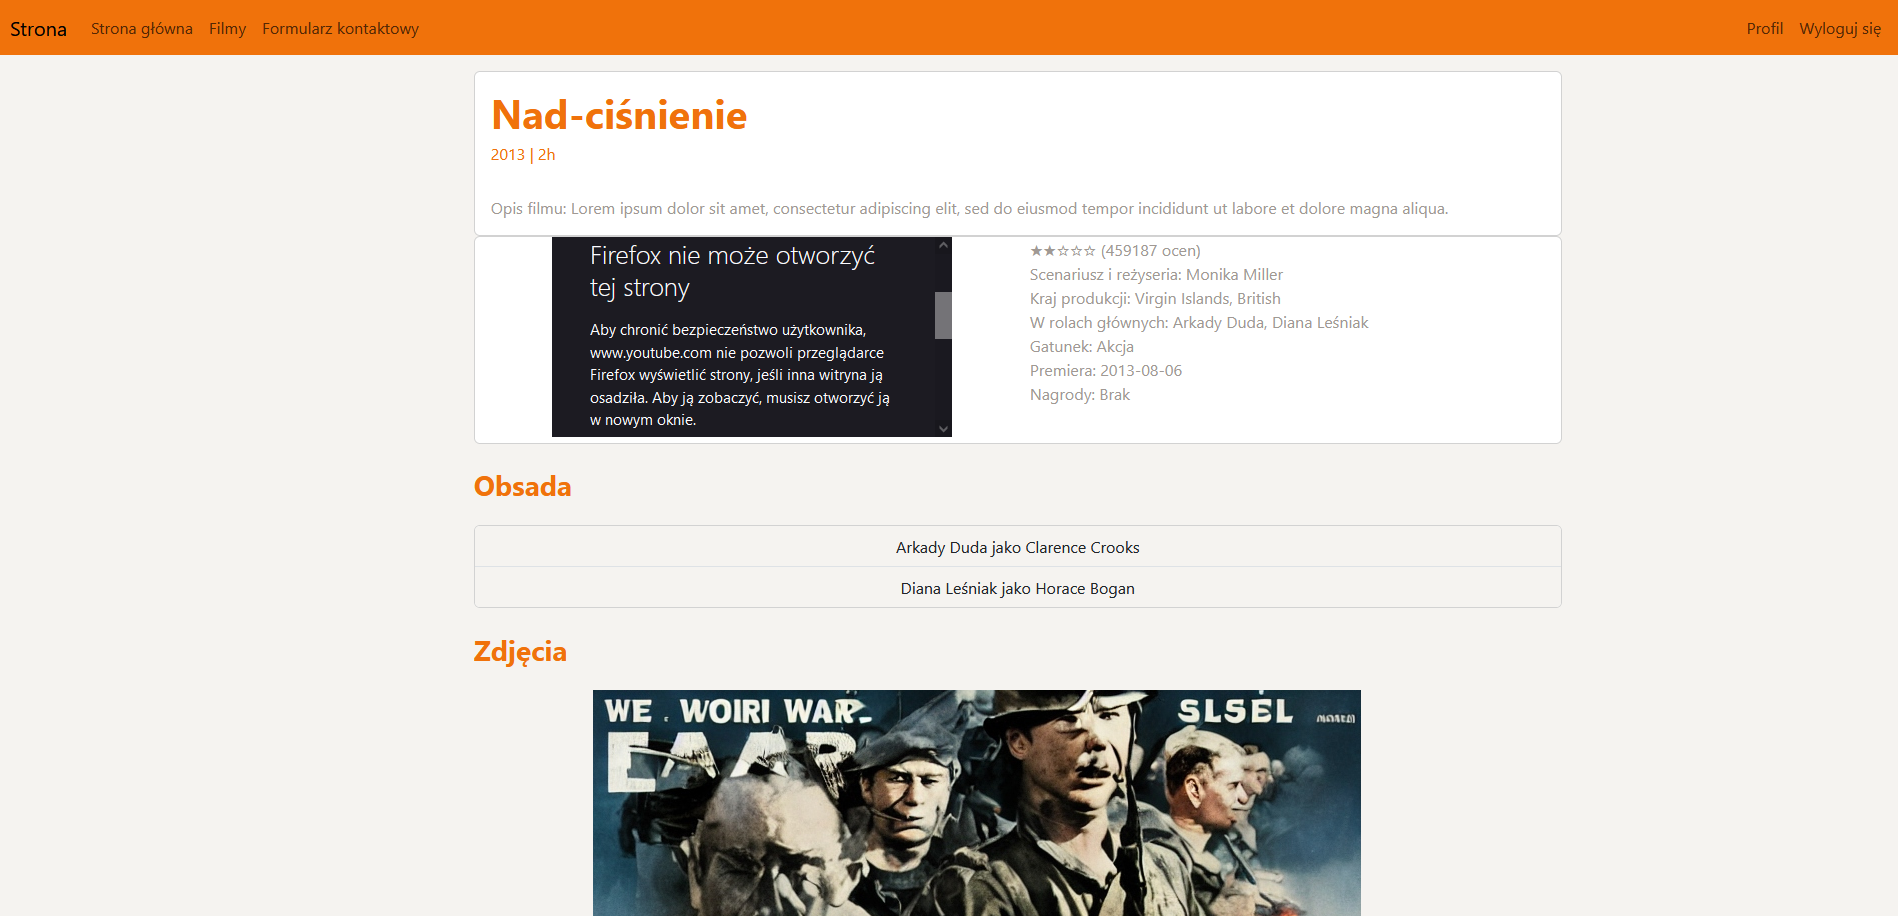 Strona Strona główna Filmy Formularz kontaktowy Profil Wyloguj się
Nad-ciśnienie
2013 | 2h
Opis filmu: Lorem ipsum dolor sit amet, consectetur adipiscing elit, sed do eiusmod tempor incididunt ut labore et dolore magna aliqua.
Firefox nie może otworzyć
tej strony
Aby chronić bezpieczeństwo użytkownika,
www.youtube.com nie pozwoli przeglądarce
Firefox wyświetlić strony, jeśli inna witryna ją
osadziła. Aby ją zobaczyć, musisz otworzyć ją
w nowym oknie.
★★☆☆☆ (459187 ocen)
Scenariusz i reżyseria: Monika Miller
Kraj produkcji: Virgin Islands, British
W rolach głównych: Arkady Duda, Diana Leśniak
Gatunek: Akcja
Premiera: 2013-08-06
Nagrody: Brak
Obsada
Arkady Duda jako Clarence Crooks
Diana Leśniak jako Horace Bogan
Zdjęcia
WE WOIRI WAR SLSEL